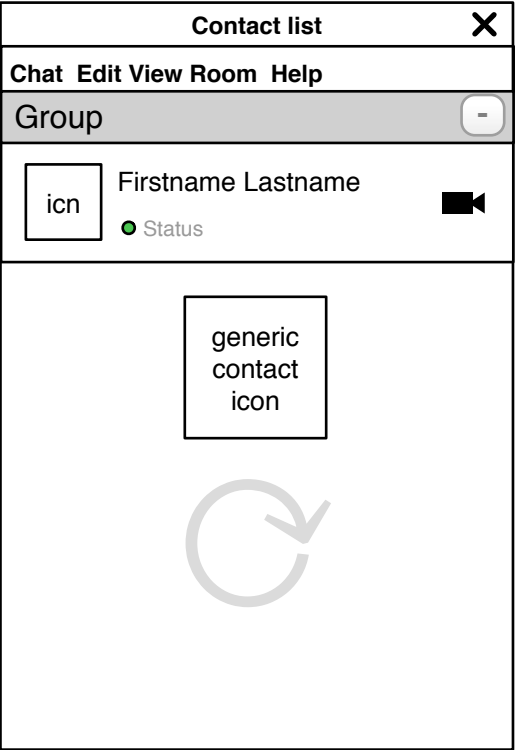 Contact list
Chat Edit View Room Help
Group
-
icn
Firstname Lastname
Status
generic
contact
icon